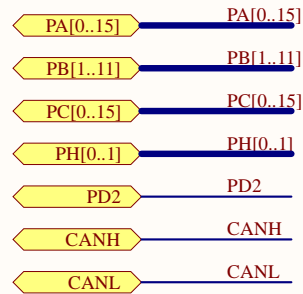 PA[0..15] PA[0..15]
PB[1..11] PB[1..11]
PC[0..15] PC[0..15]
PH[0..1] PH[0..1]
PD2 PD2
CANH CANH
CANL CANL